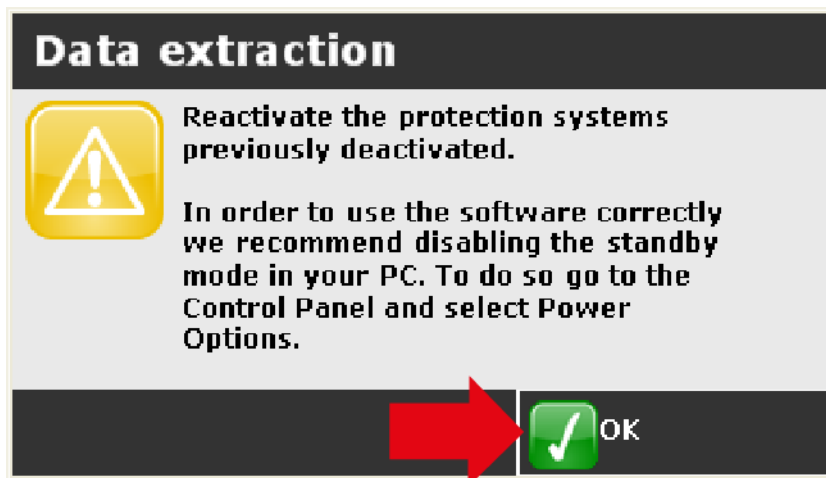 Data extraction
Reactivate the protection systems
previously deactivated.
In order to use the software correctly
we recommend disabling the standby
mode in your PC. To do so go to the
Control Panel and select Power
Options.
OK